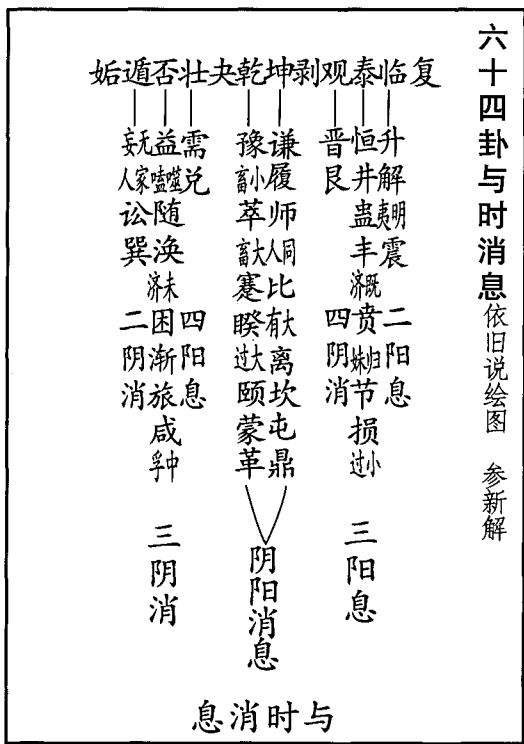 六十四卦与时消息 依旧说绘图 参新解
复临泰观剥坤乾夬壮否遁姤
升解明夷震 二阳息
恒井蛊丰既济贲归妹节损小过 三阳息
晋艮 四阴消
谦履师同人比大有离坎屯鼎
豫小畜萃大畜蹇睽大过颐蒙革
阴阳消息
需兑 四阳息
益噬嗑随涣未济困渐旅咸中孚 三阴消
无妄家人讼巽 二阴消
与时消息